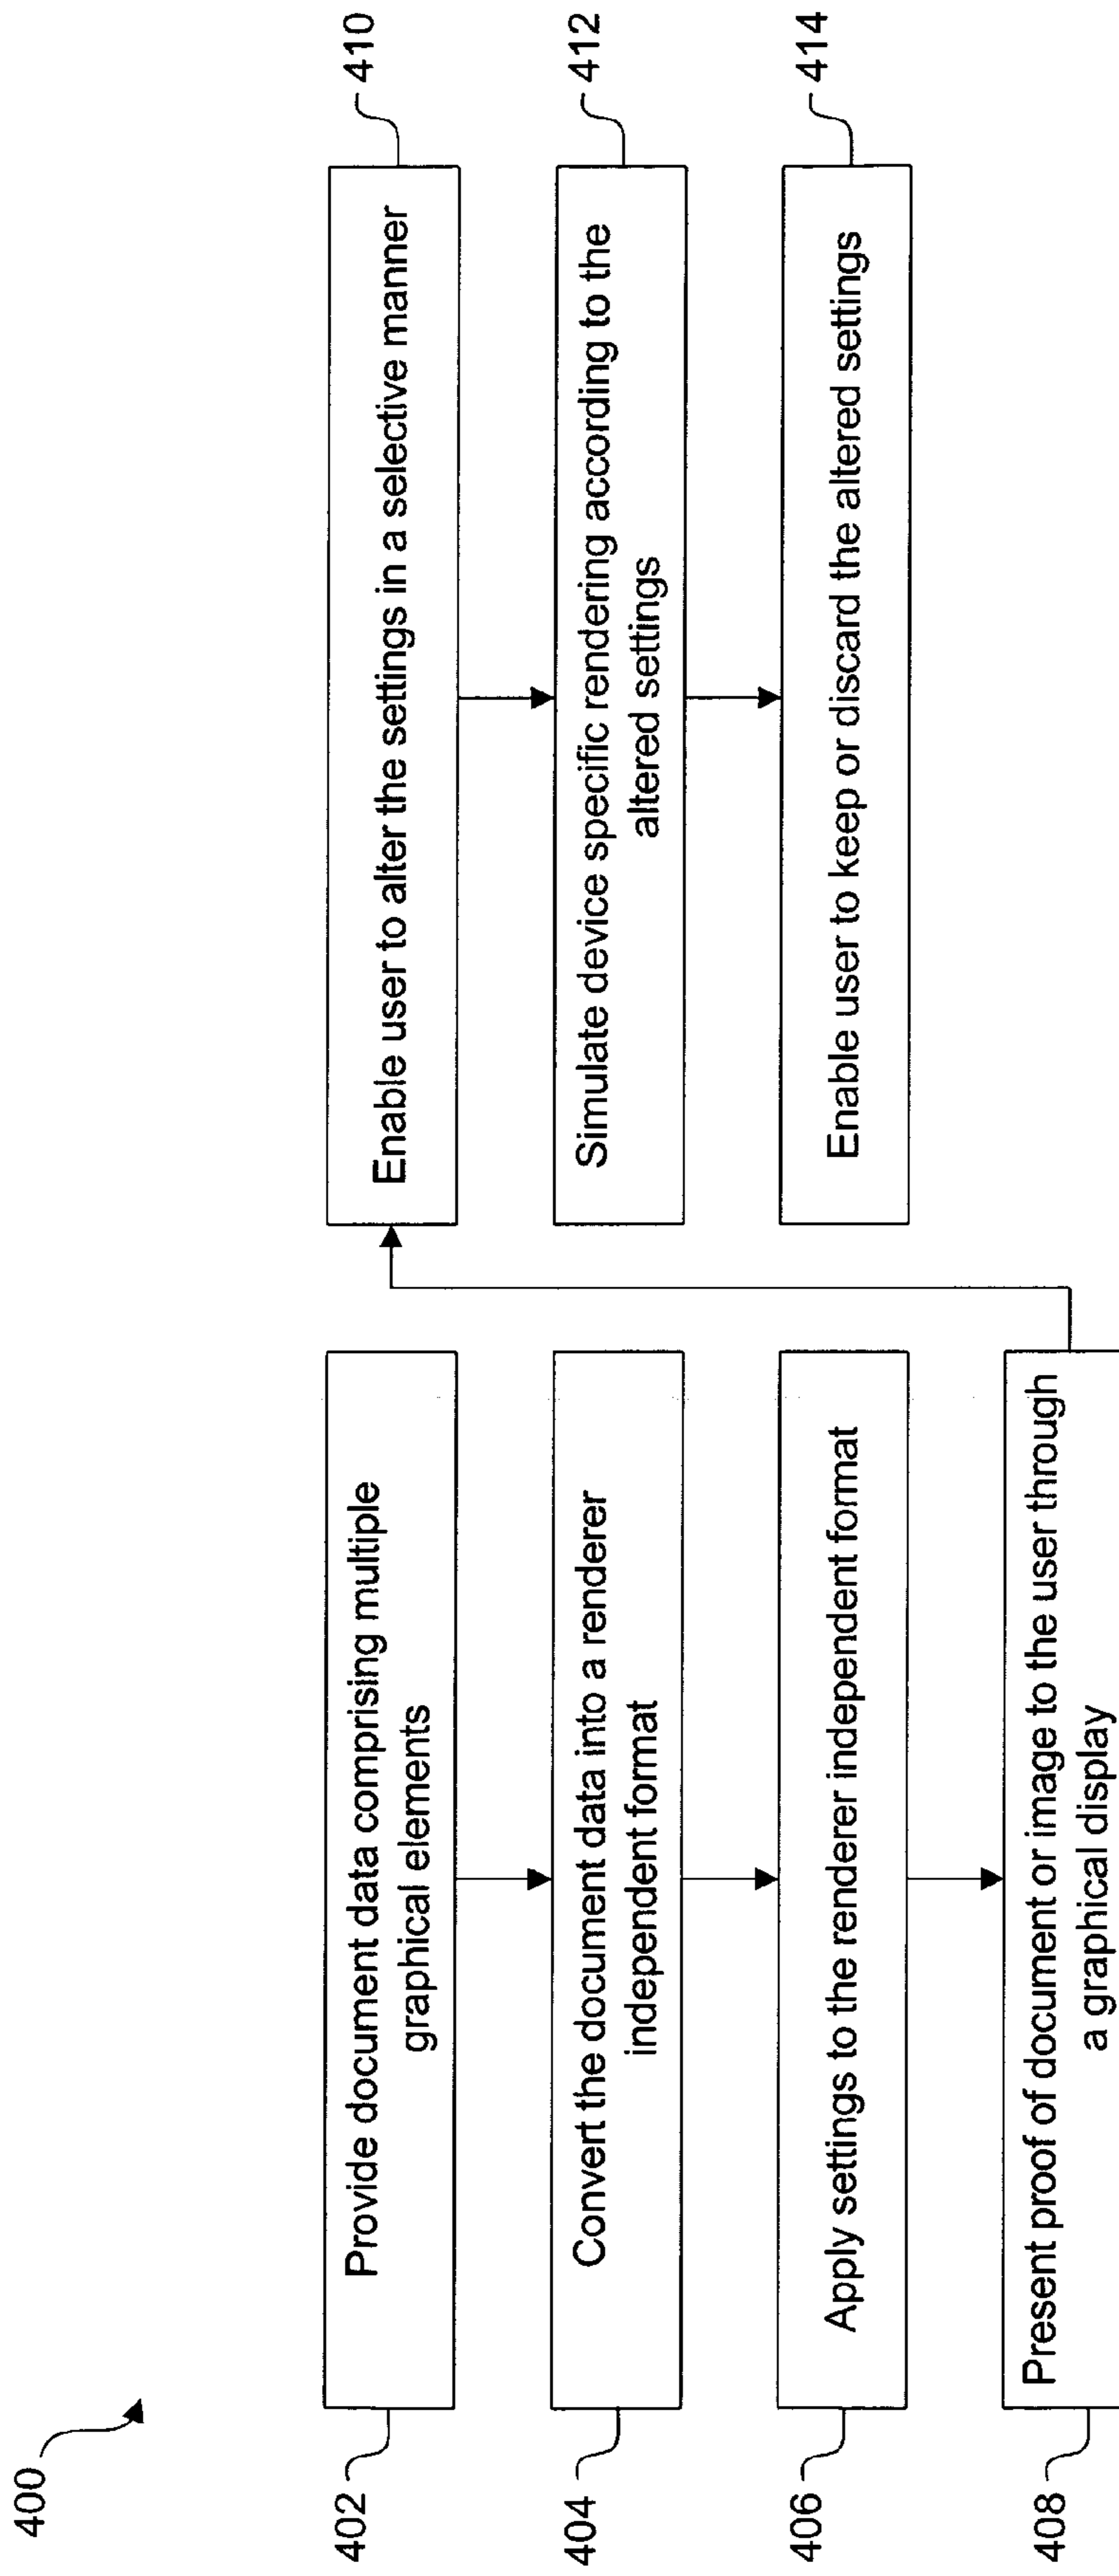 400
402
Provide document data comprising multiple
graphical elements
404
Convert the document data into a renderer
independent format
406
Apply settings to the renderer independent format
408
Present proof of document or image to the user through
a graphical display
410
Enable user to alter the settings in a selective manner
412
Simulate device specific rendering according to the
altered settings
414
Enable user to keep or discard the altered settings